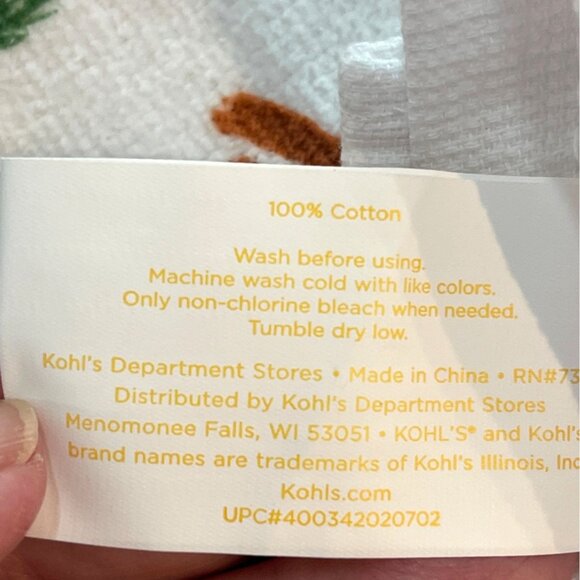 100% Cotton
Wash before using.
Machine wash cold with like colors.
Only non-chlorine bleach when needed.
Tumble dry low.
Kohl's Department Stores • Made in China • RN#73
Distributed by Kohl's Department Stores
Menomonee Falls, WI 53051 • KOHL'S® and Kohl's
brand names are trademarks of Kohl's Illinois, Inc
Kohls.com
UPC#400342020702